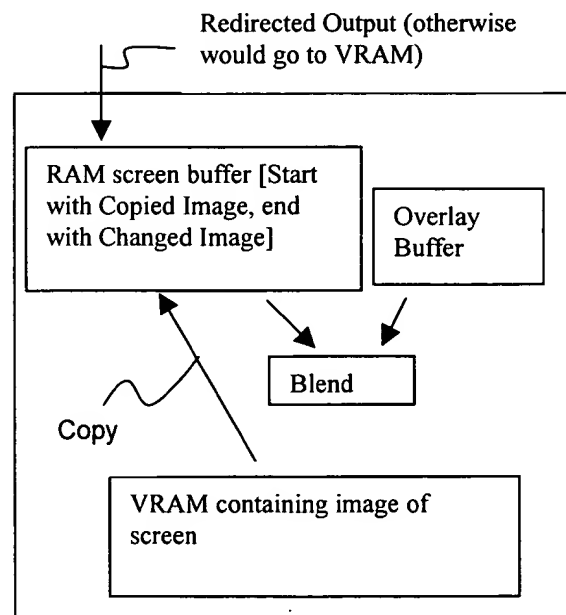 Redirected Output (otherwise
would go to VRAM)
RAM screen buffer [Start
with Copied Image, end
with Changed Image]
Overlay
Buffer
Blend
Copy
VRAM containing image of
screen